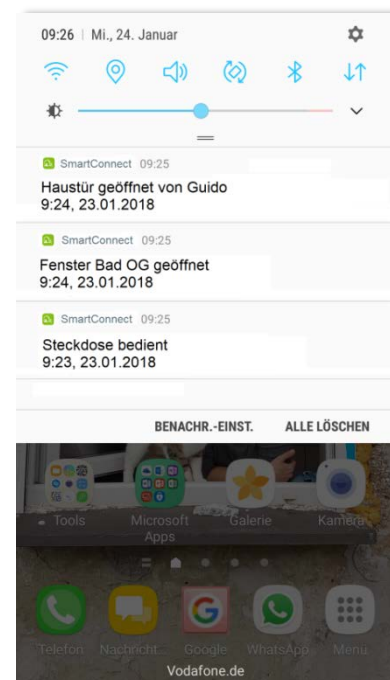 09:26 | Mi., 24. Januar
SmartConnect 09:25
Haustür geöffnet von Guido
9:24, 23.01.2018
SmartConnect 09:25
Fenster Bad OG geöffnet
9:24, 23.01.2018
SmartConnect 09:25
Steckdose bedient
9:23, 23.01.2018
BENACHR.-EINST. ALLE LÖSCHEN
Tools Microsoft Apps Galerie Kamera
Telefon Nachricht... Google WhatsApp Menü
Vodafone.de